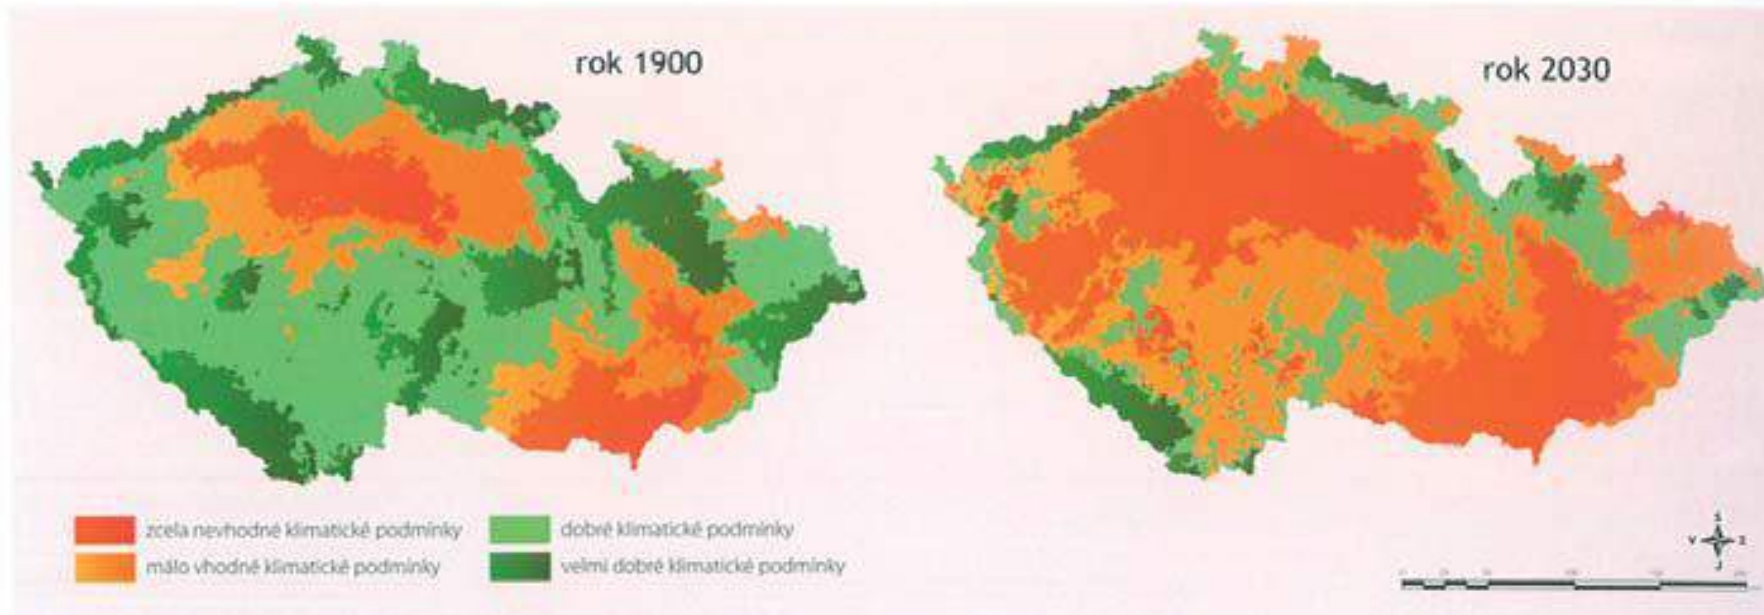 rok 1900
rok 2030
zcela nevhodné klimatické podmínky
málo vhodné klimatické podmínky
dobré klimatické podmínky
velmi dobré klimatické podmínky
S
V
J